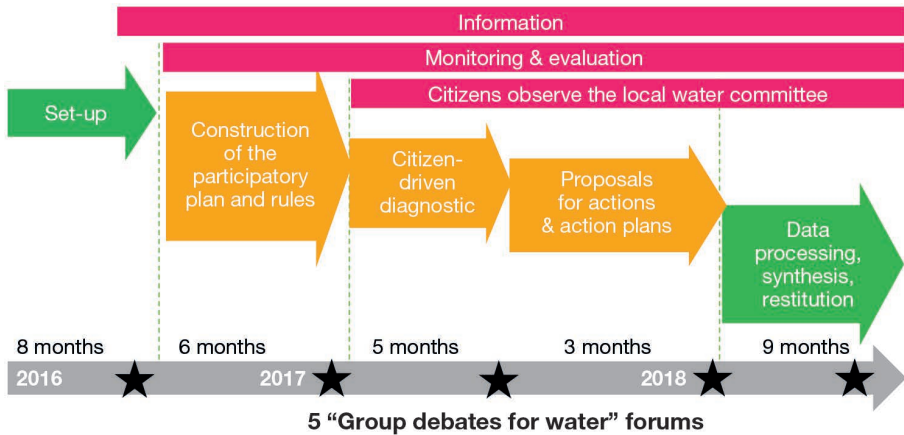 Information
Monitoring & evaluation
Citizens observe the local water committee
Set-up
Construction
of the
participatory
plan and rules
Citizen-
driven
diagnostic
Proposals
for actions
& action plans
Data
processing,
synthesis,
restitution
8 months
6 months
5 months
3 months
9 months
2016
2017
2018
5 “Group debates for water” forums